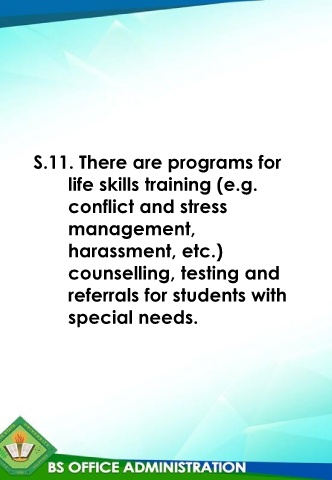 S.11. There are programs for
life skills training (e.g.
conflict and stress
management,
harassment, etc.)
counselling, testing and
referrals for students with
special needs.
BS OFFICE ADMINISTRATION